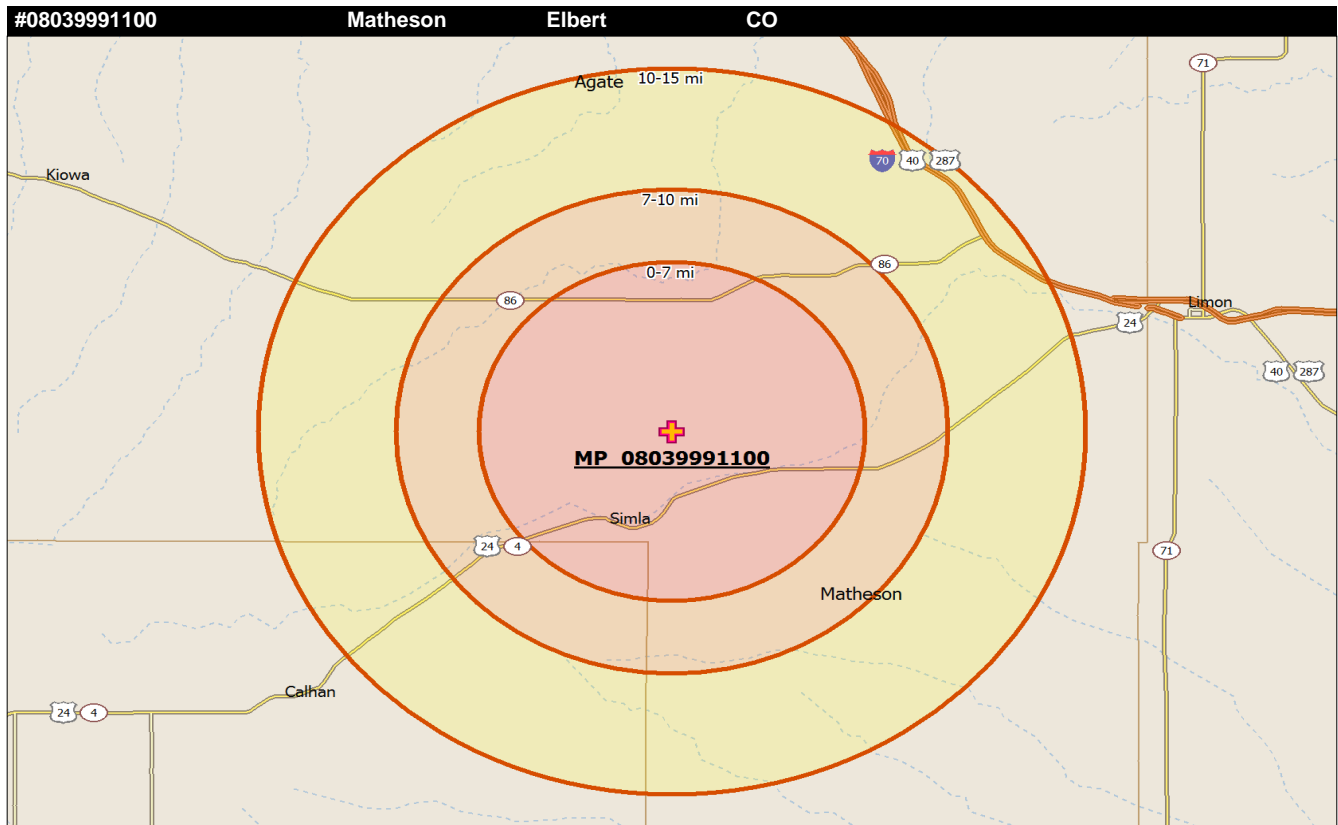 #08039991100 Matheson Elbert CO
71
Agate 10-15 mi
70 40 287
Kiowa
7-10 mi
86
0-7 mi
86
Limon
24
40 287
MP 08039991100
Simla
24 4
71
Matheson
Calhan
24 4